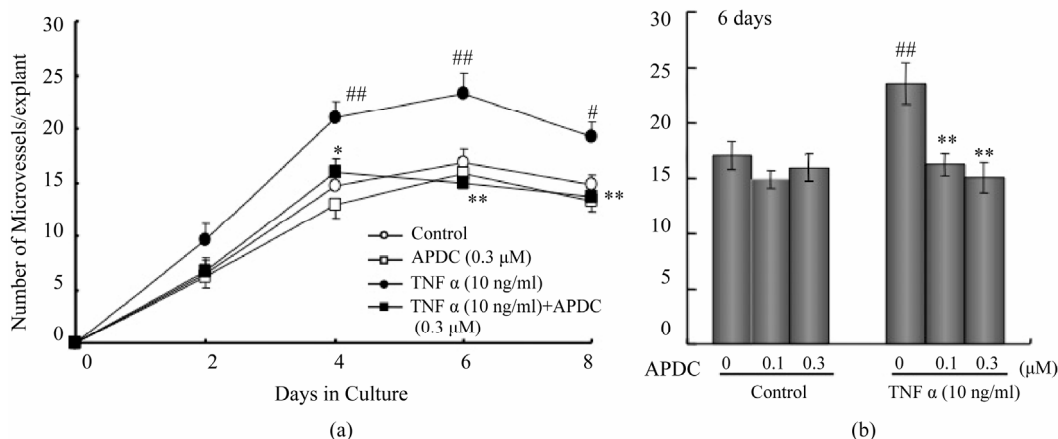 30
25
20
15
10
5
0
Number of Microvessels/explant
##
##
#
*
**
**
Control
APDC (0.3 μM)
TNF α (10 ng/ml)
TNF α (10 ng/ml)+APDC
(0.3 μM)
0 2 4 6 8
Days in Culture
(a)
6 days
30
25
20
15
10
5
0
##
**
**
APDC 0 0.1 0.3 0 0.1 0.3 (μM)
Control TNF α (10 ng/ml)
(b)